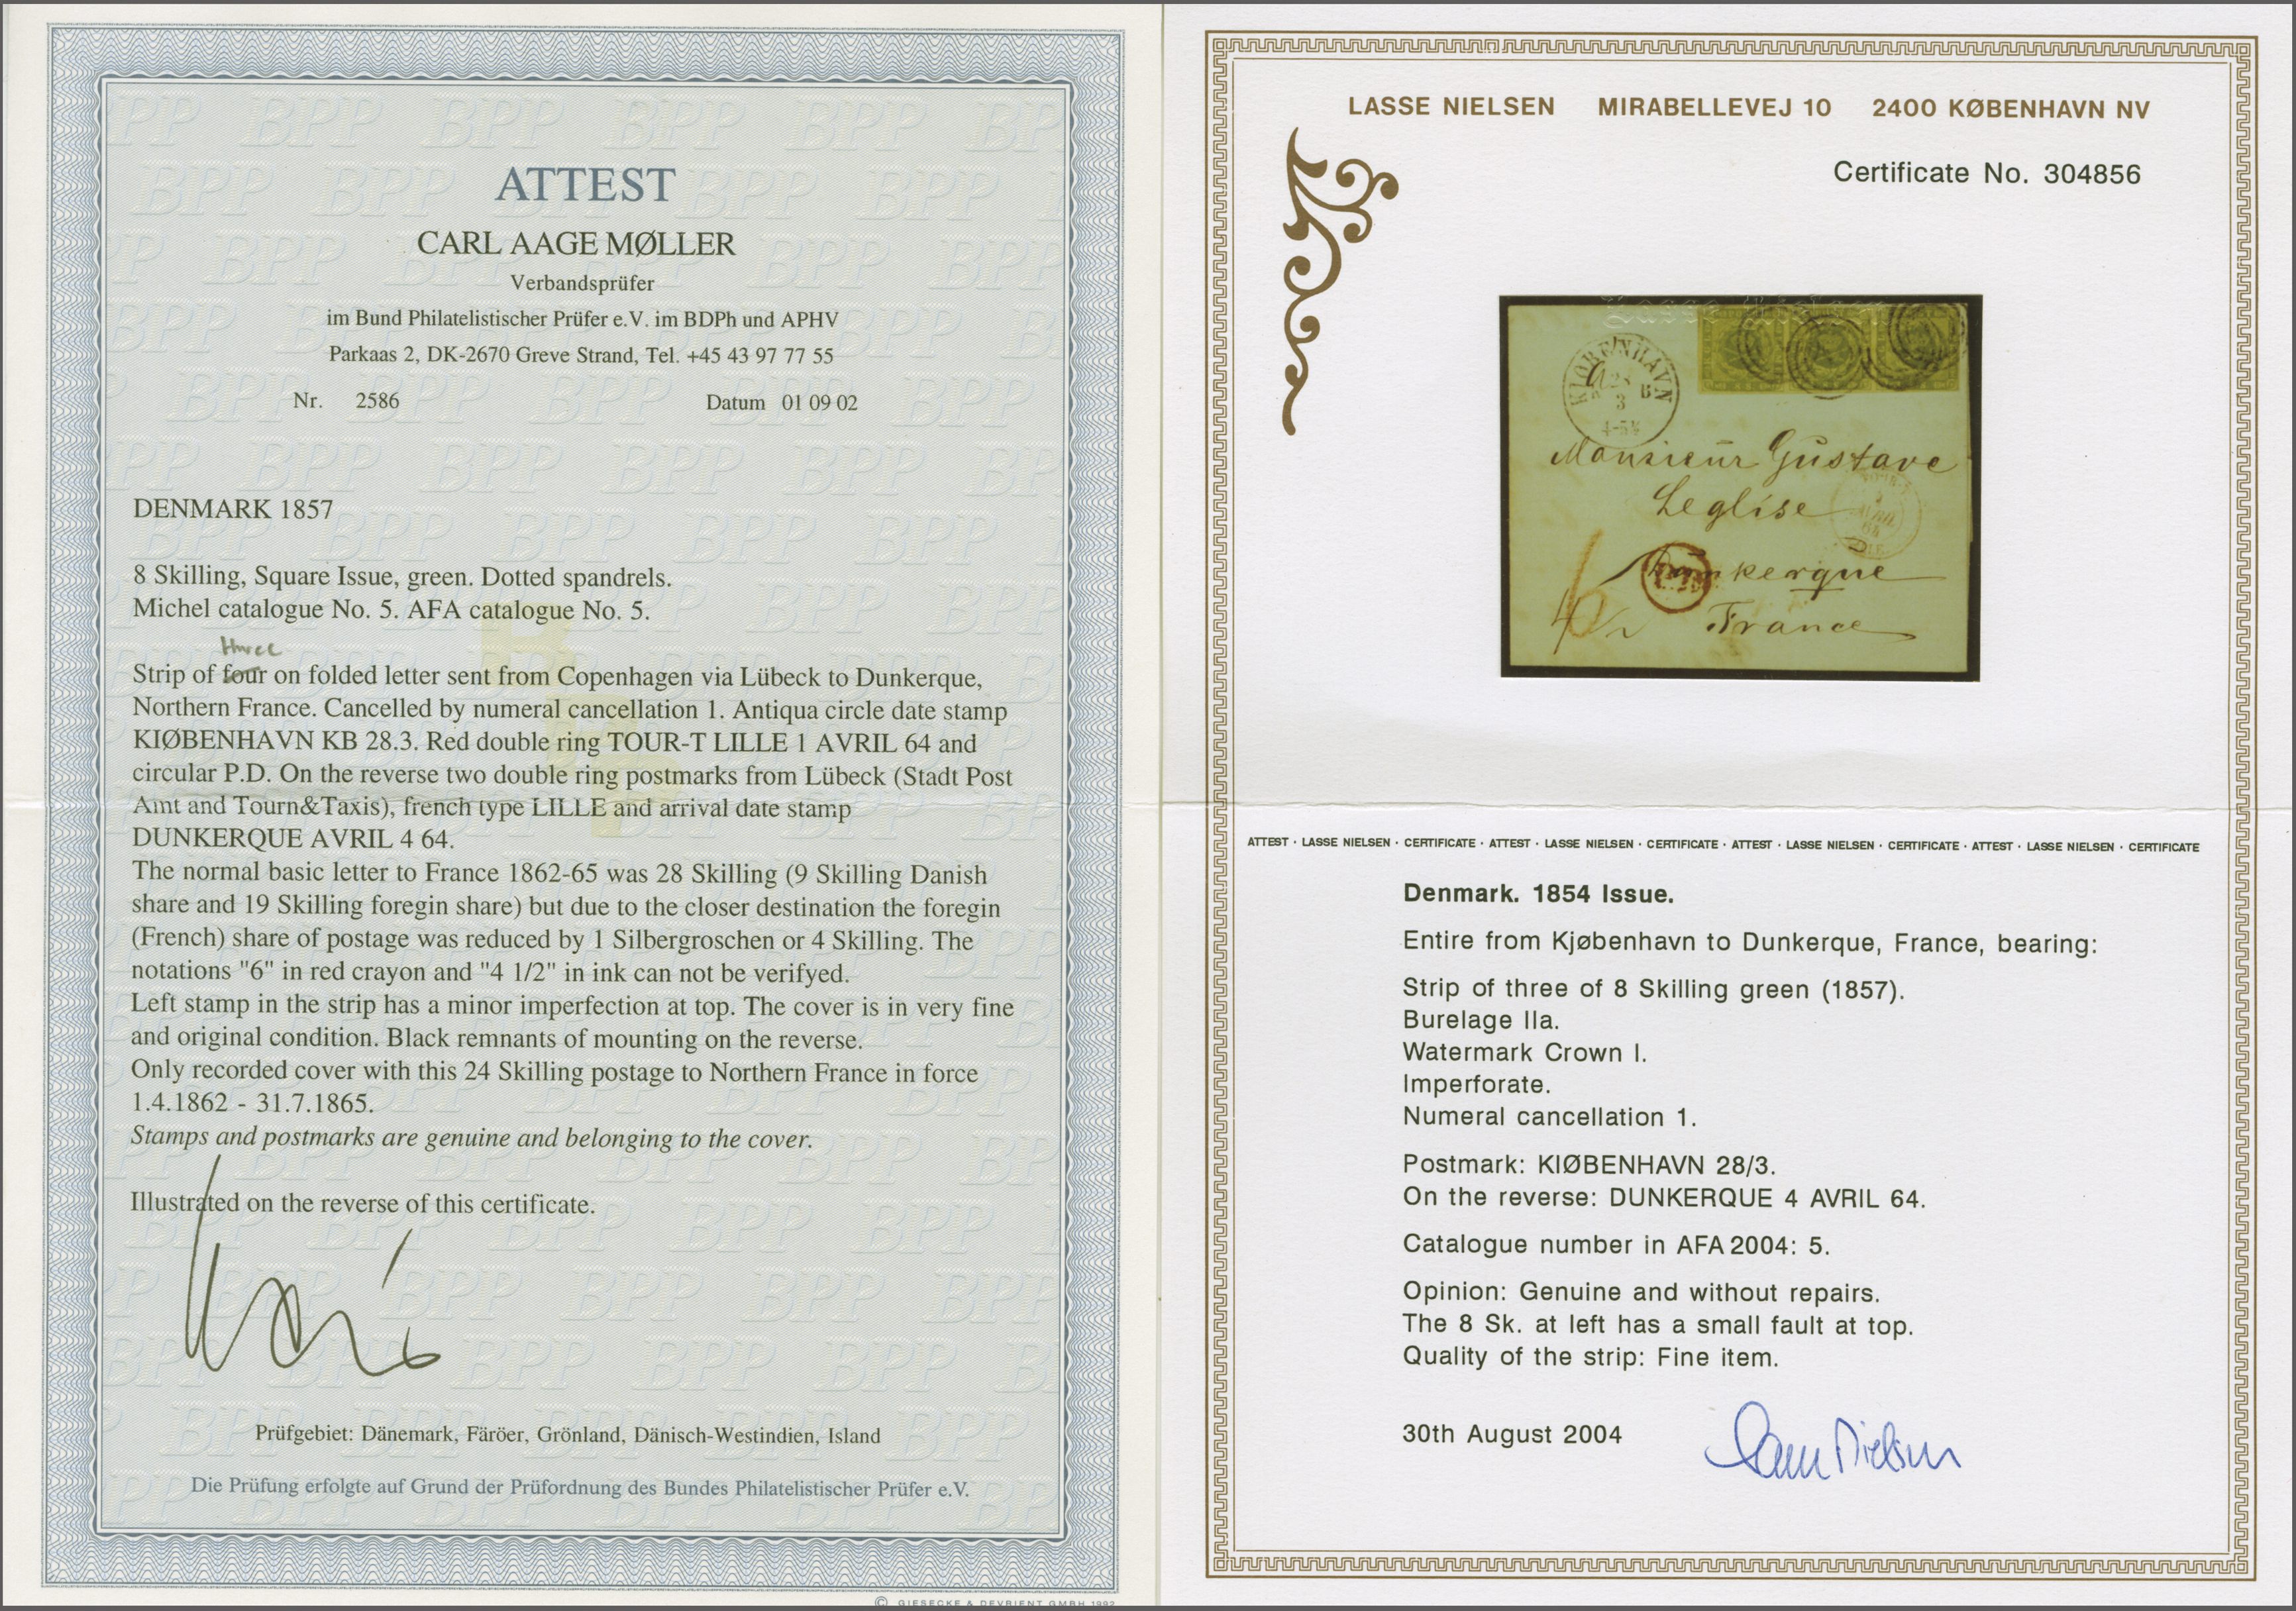 ATTEST
CARL AAGE MØLLER
Verbandsprüfer
im Bund Philatelistischer Prüfer e.V. im BDPh und APHV
Parkaas 2, DK-2670 Greve Strand, Tel. +45 43 97 77 55
Nr. 2586 Datum 01 09 02
DENMARK 1857
8 Skilling, Square Issue, green. Dotted spandrels.
Michel catalogue No. 5. AFA catalogue No. 5.
three
Strip of four on folded letter sent from Copenhagen via Lübeck to Dunkerque,
Northern France. Cancelled by numeral cancellation 1. Antiqua circle date stamp
KIØBENHAVN KB 28.3. Red double ring TOUR-T LILLE 1 AVRIL 64 and
circular P.D. On the reverse two double ring postmarks from Lübeck (Stadt Post
Amt and Tourn&Taxis), french type LILLE and arrival date stamp
DUNKERQUE AVRIL 4 64.
The normal basic letter to France 1862-65 was 28 Skilling (9 Skilling Danish
share and 19 Skilling foregin share) but due to the closer destination the foregin
(French) share of postage was reduced by 1 Silbergroschen or 4 Skilling. The
notations "6" in red crayon and "4 1/2" in ink can not be verifyed.
Left stamp in the strip has a minor imperfection at top. The cover is in very fine
and original condition. Black remnants of mounting on the reverse.
Only recorded cover with this 24 Skilling postage to Northern France in force
1.4.1862 - 31.7.1865.
Stamps and postmarks are genuine and belonging to the cover.
Illustrated on the reverse of this certificate.
Prüfgebiet: Dänemark, Färöer, Grönland, Dänisch-Westindien, Island
Die Prüfung erfolgte auf Grund der Prüfordnung des Bundes Philatelistischer Prüfer e.V.
© GIESECKE & DEVRIENT GMBH 1992
LASSE NIELSEN MIRABELLEVEJ 10 2400 KØBENHAVN NV
Certificate No. 304856
Lasse Nielsen
KIØBENHAVN
KB
3
Monsieur Gustave
Leglise
Dunkerque
France
6
4 1/2
ATTEST · LASSE NIELSEN · CERTIFICATE · ATTEST · LASSE NIELSEN · CERTIFICATE · ATTEST · LASSE NIELSEN · CERTIFICATE · ATTEST · LASSE NIELSEN · CERTIFICATE
Denmark. 1854 Issue.
Entire from Kjøbenhavn to Dunkerque, France, bearing:
Strip of three of 8 Skilling green (1857).
Burelage IIa.
Watermark Crown I.
Imperforate.
Numeral cancellation 1.
Postmark: KIØBENHAVN 28/3.
On the reverse: DUNKERQUE 4 AVRIL 64.
Catalogue number in AFA 2004: 5.
Opinion: Genuine and without repairs.
The 8 Sk. at left has a small fault at top.
Quality of the strip: Fine item.
30th August 2004
Lasse Nielsen